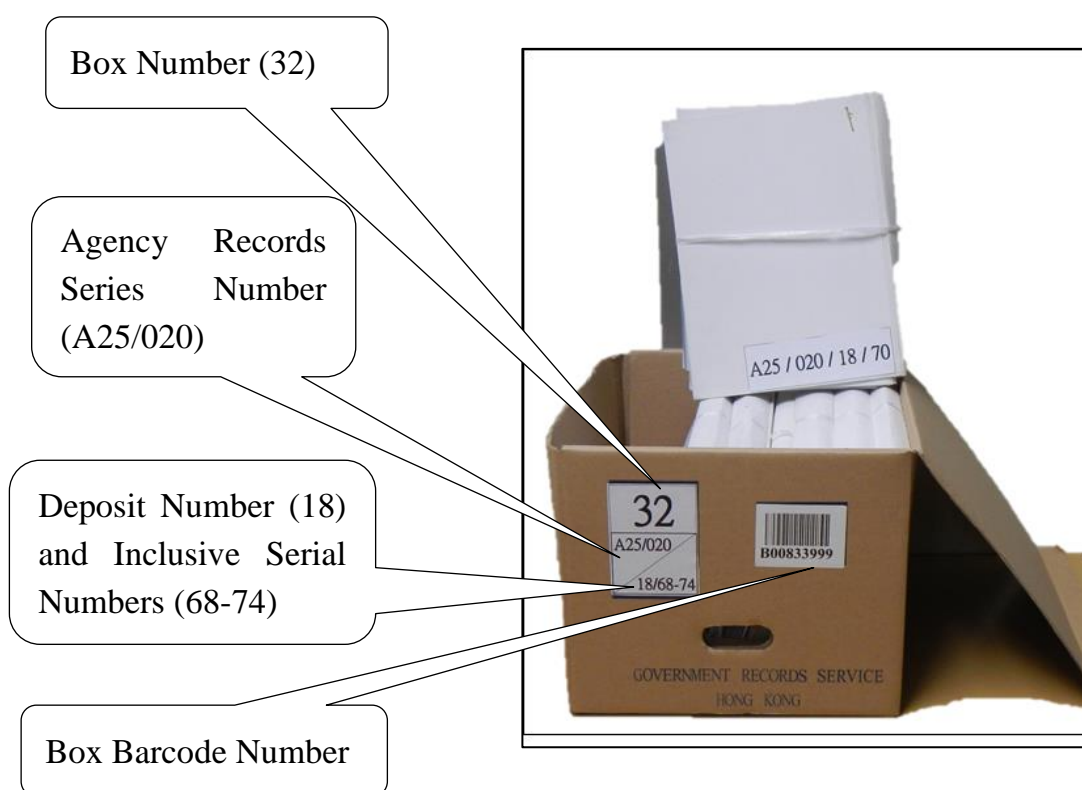 Box Number (32)
Agency Records
Series Number
(A25/020)
Deposit Number (18)
and Inclusive Serial
Numbers (68-74)
Box Barcode Number
A25 / 020 / 18 / 70
32
A25/020
18/68-74
B00833999
GOVERNMENT RECORDS SERVICE
HONG KONG